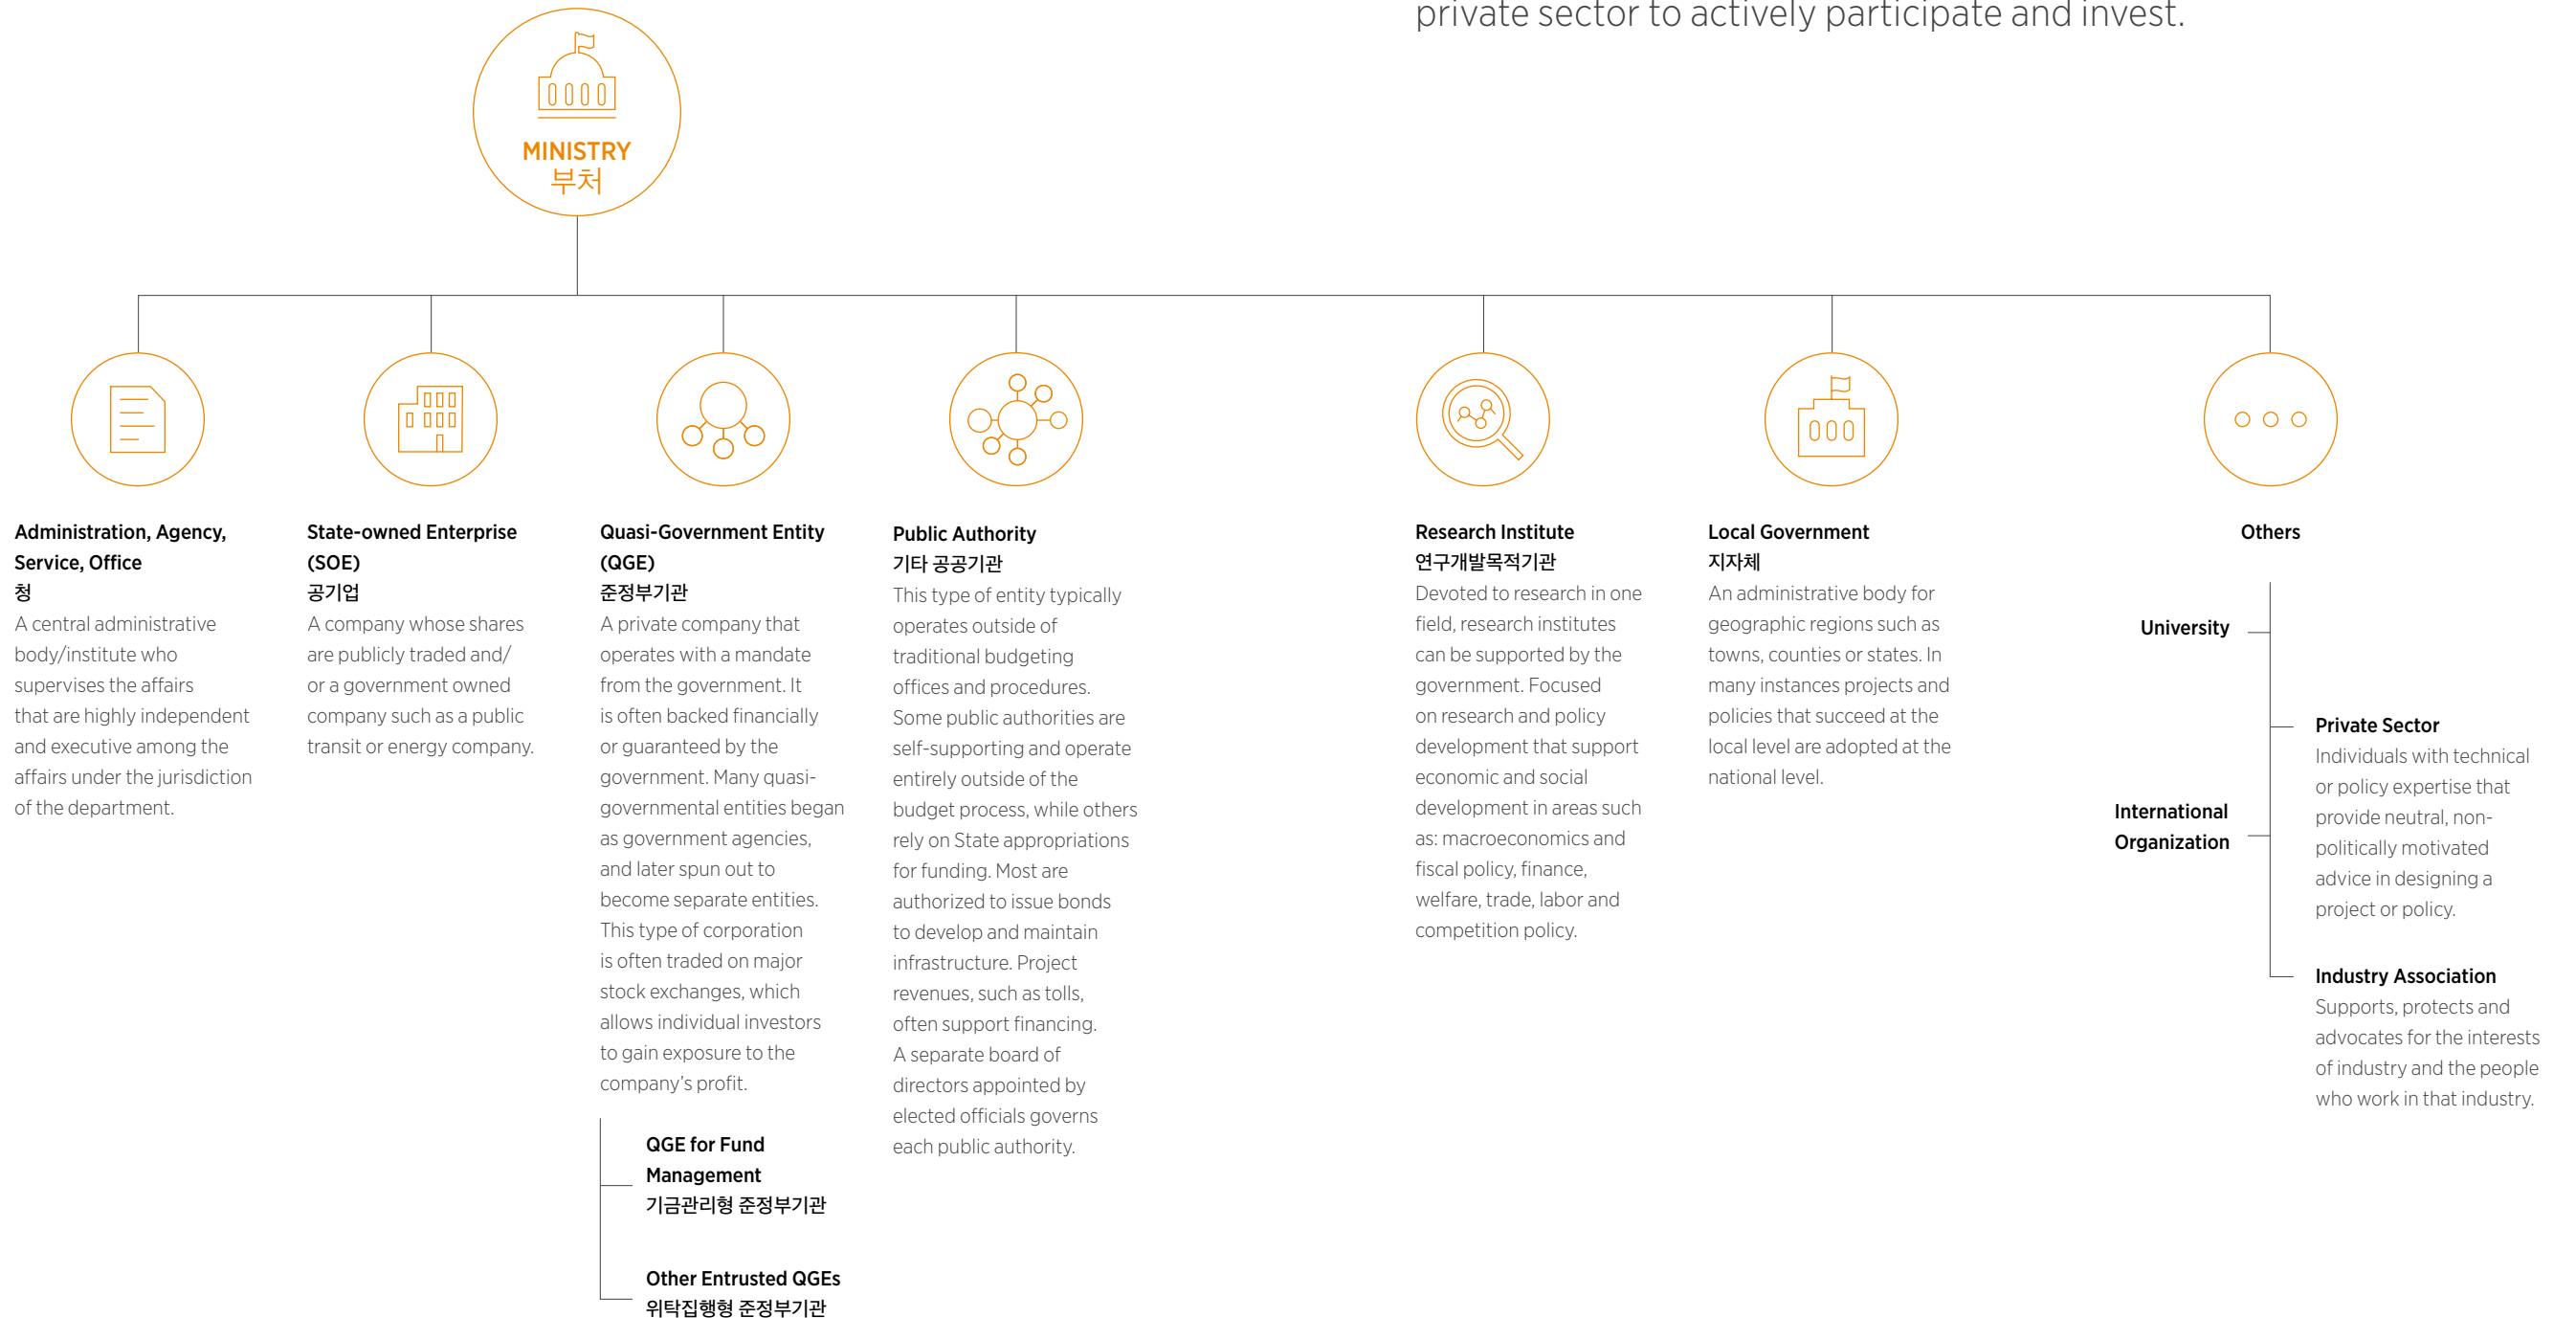 private sector to actively participate and invest.
MINISTRY
부처
Administration, Agency,
Service, Office
청
A central administrative
body/institute who
supervises the affairs
that are highly independent
and executive among the
affairs under the jurisdiction
of the department.
State-owned Enterprise
(SOE)
공기업
A company whose shares
are publicly traded and/
or a government owned
company such as a public
transit or energy company.
Quasi-Government Entity
(QGE)
준정부기관
A private company that
operates with a mandate
from the government. It
is often backed financially
or guaranteed by the
government. Many quasi-
governmental entities began
as government agencies,
and later spun out to
become separate entities.
This type of corporation
is often traded on major
stock exchanges, which
allows individual investors
to gain exposure to the
company's profit.
QGE for Fund
Management
기금관리형 준정부기관
Other Entrusted QGEs
위탁집행형 준정부기관
Public Authority
기타 공공기관
This type of entity typically
operates outside of
traditional budgeting
offices and procedures.
Some public authorities are
self-supporting and operate
entirely outside of the
budget process, while others
rely on State appropriations
for funding. Most are
authorized to issue bonds
to develop and maintain
infrastructure. Project
revenues, such as tolls,
often support financing.
A separate board of
directors appointed by
elected officials governs
each public authority.
Research Institute
연구개발목적기관
Devoted to research in one
field, research institutes
can be supported by the
government. Focused
on research and policy
development that support
economic and social
development in areas such
as: macroeconomics and
fiscal policy, finance,
welfare, trade, labor and
competition policy.
Local Government
지자체
An administrative body for
geographic regions such as
towns, counties or states. In
many instances projects and
policies that succeed at the
local level are adopted at the
national level.
Others
University
Private Sector
Individuals with technical
or policy expertise that
provide neutral, non-
politically motivated
advice in designing a
project or policy.
International
Organization
Industry Association
Supports, protects and
advocates for the interests
of industry and the people
who work in that industry.